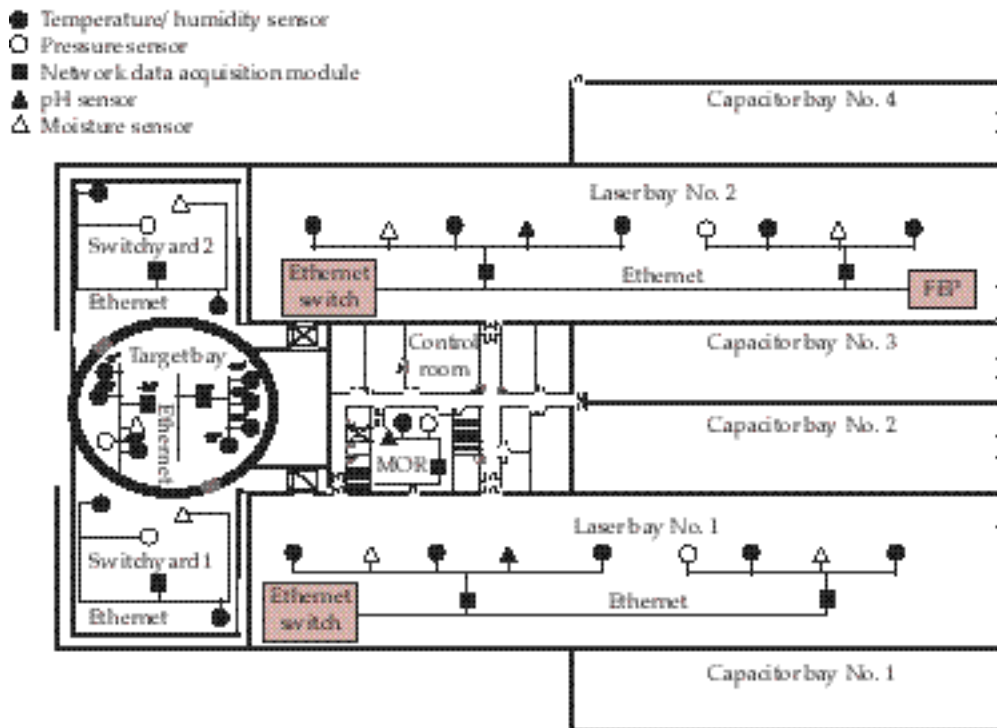 Temperature/ humidity sensor
Pressure sensor
Network data acquisition module
pH sensor
Moisture sensor
Capacitor bay No. 4
Laser bay No. 2
Switchyard 2
Ethernet
Ethernet
switch
Ethernet
FEP
Target bay
Ethernet
Control
room
Capacitor bay No. 3
Capacitor bay No. 2
MOR
Laser bay No. 1
Switchyard 1
Ethernet
Ethernet
switch
Ethernet
Capacitor bay No. 1